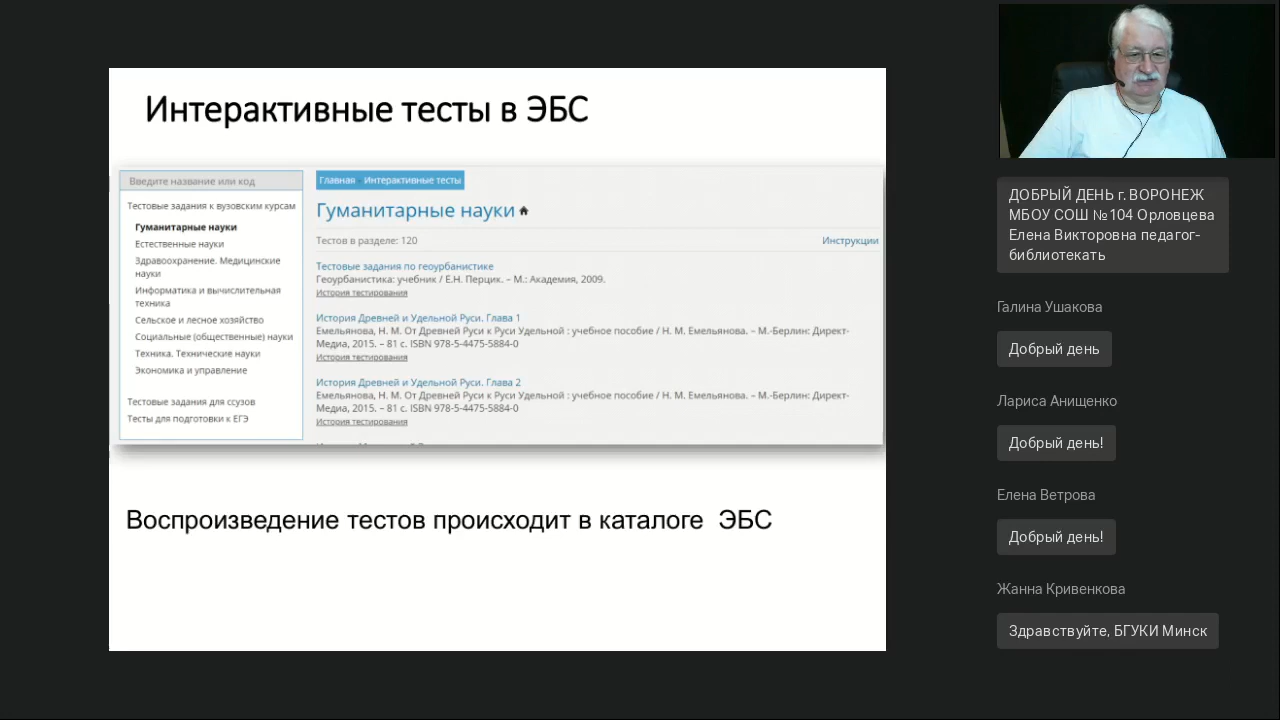 Интерактивные тесты в ЭБС
Введите название или код
Тестовые задания к вузовским курсам
Гуманитарные науки
Естественные науки
Здравоохранение. Медицинские
науки
Информатика и вычислительная
техника
Сельское и лесное хозяйство
Социальные (общественные) науки
Техника. Технические науки
Экономика и управление
Тестовые задания для ссузов
Тесты для подготовки к ЕГЭ
Главная Интерактивные тесты
Гуманитарные науки
Тестов в разделе: 120 Инструкции
Тестовые задания по геоурбанистике
Геоурбанистика: учебник / Е.Н. Перцик. – М.: Академия, 2009.
История тестирования
История Древней и Удельной Руси. Глава 1
Емельянова, Н. М. От Древней Руси к Руси Удельной : учебное пособие / Н. М. Емельянова. – М.-Берлин: Директ-
Медиа, 2015. – 81 с. ISBN 978-5-4475-5884-0
История тестирования
История Древней и Удельной Руси. Глава 2
Емельянова, Н. М. От Древней Руси к Руси Удельной : учебное пособие / Н. М. Емельянова. – М.-Берлин: Директ-
Медиа, 2015. – 81 с. ISBN 978-5-4475-5884-0
История тестирования
Воспроизведение тестов происходит в каталоге ЭБС
ДОБРЫЙ ДЕНЬ г. ВОРОНЕЖ
МБОУ СОШ №104 Орловцева
Елена Викторовна педагог-
библиотекать
Галина Ушакова
Добрый день
Лариса Анищенко
Добрый день!
Елена Ветрова
Добрый день!
Жанна Кривенкова
Здравствуйте, БГУКИ Минск